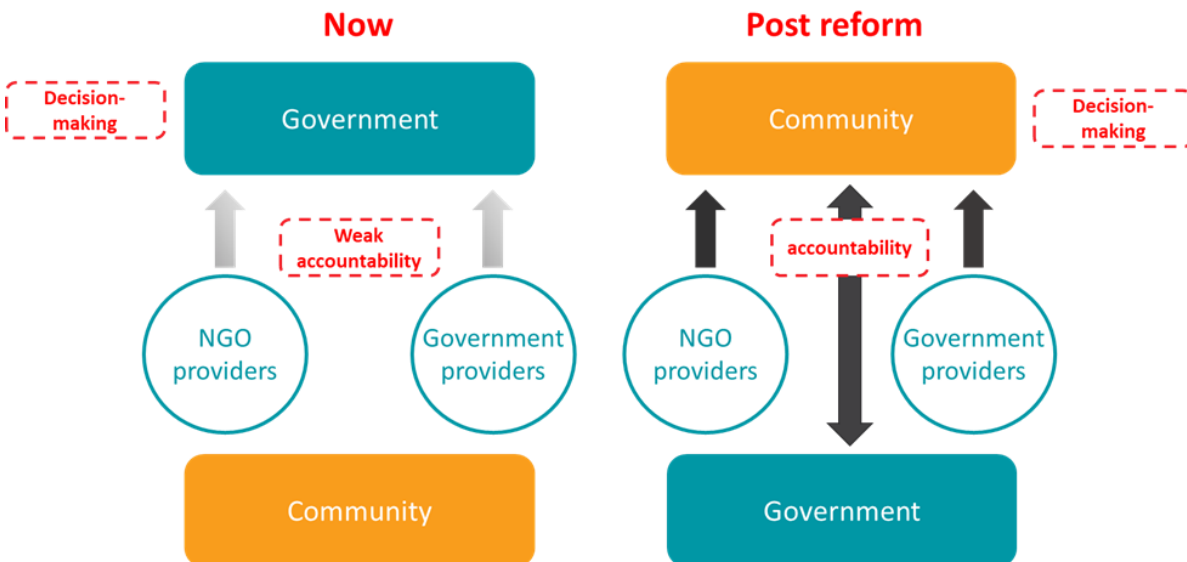 Now
Decision-
making
Government
Weak
accountability
NGO
providers
Government
providers
Community
Post reform
Community
Decision-
making
accountability
NGO
providers
Government
providers
Government